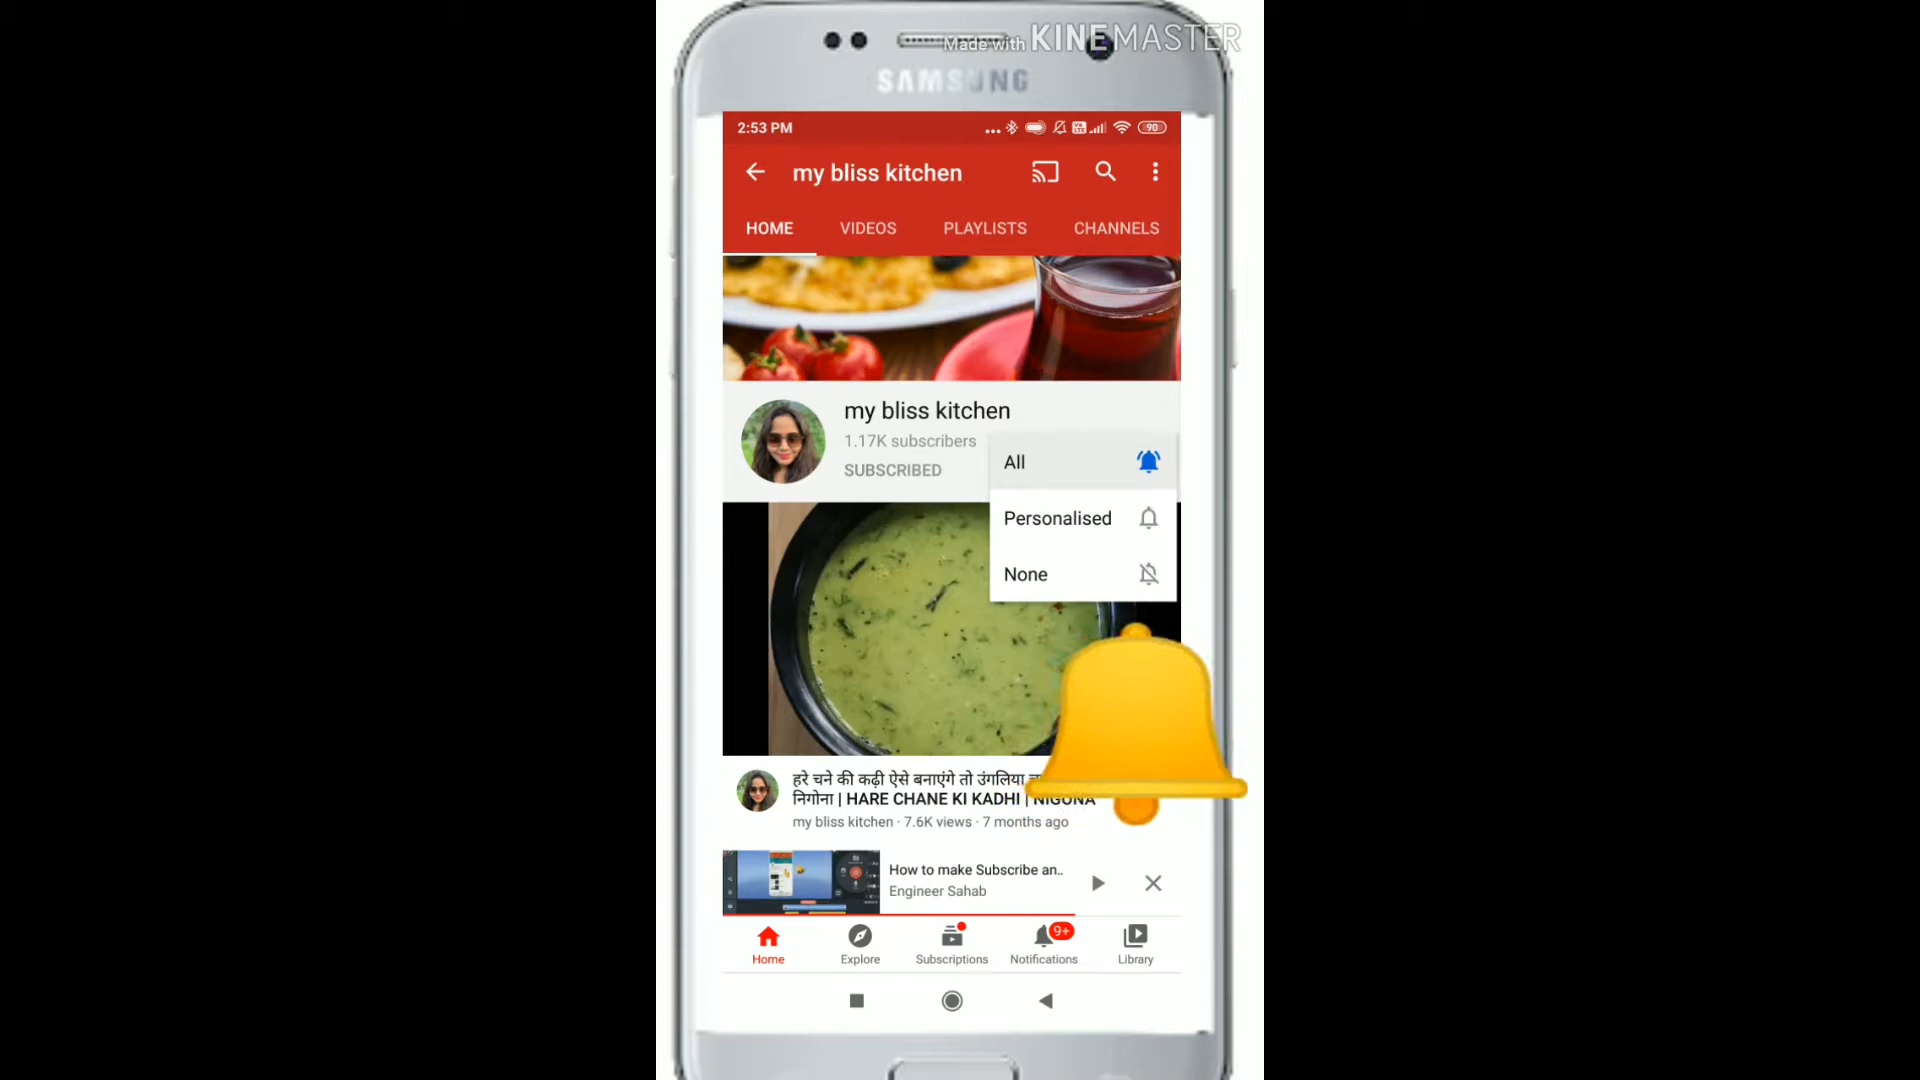 Made with KINEMASTER
SAMSUNG
2:53 PM
90
my bliss kitchen
HOME VIDEOS PLAYLISTS CHANNELS
my bliss kitchen
1.17K subscribers
SUBSCRIBED
All
Personalised
None
हरे चने की कढ़ी ऐसे बनाएंगे तो उंगलिया
निगोना | HARE CHANE KI KADHI | NIGONA
my bliss kitchen · 7.6K views · 7 months ago
How to make Subscribe an..
Engineer Sahab
9+
Home Explore Subscriptions Notifications Library